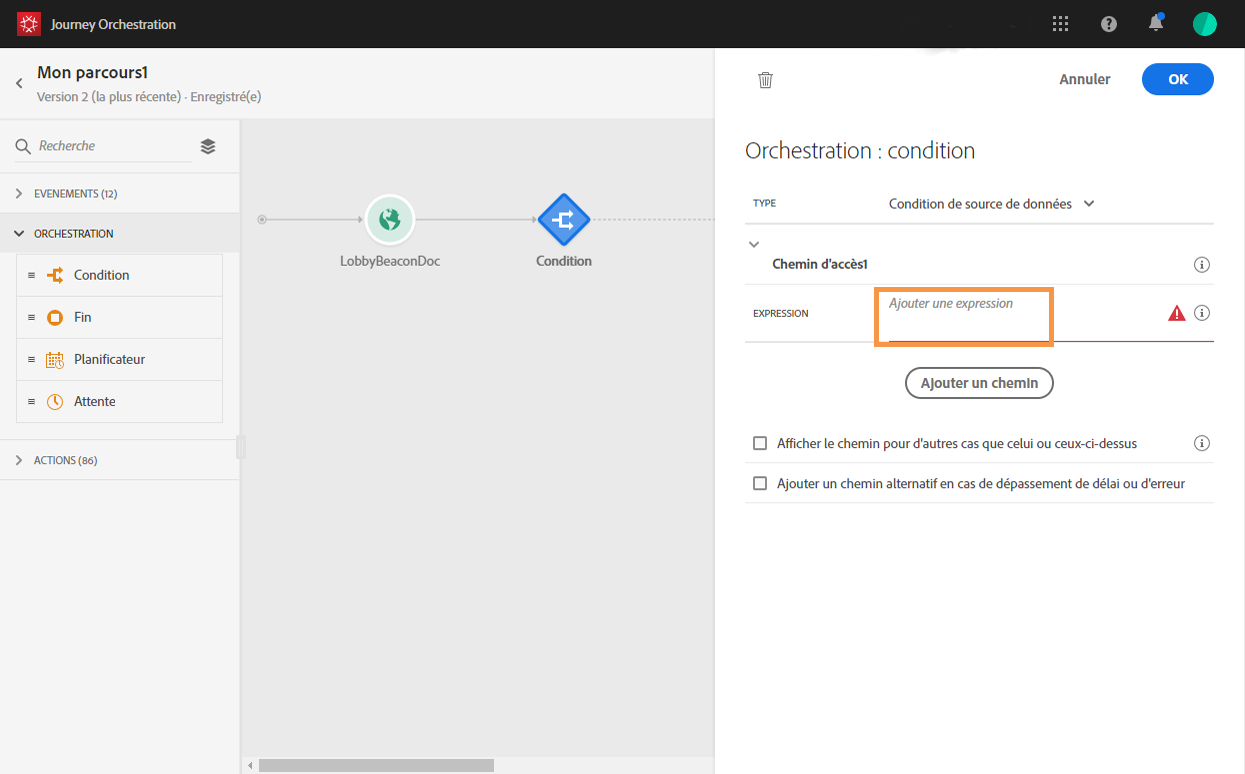 Journey Orchestration
Mon parcours1
Version 2 (la plus récente) · Enregistré(e)
Annuler
OK
Recherche
EVENEMENTS (12)
ORCHESTRATION
Condition
Fin
Planificateur
Attente
ACTIONS (86)
LobbyBeaconDoc
Condition
Orchestration : condition
TYPE
Condition de source de données
Chemin d'accès1
EXPRESSION
Ajouter une expression
Ajouter un chemin
Afficher le chemin pour d'autres cas que celui ou ceux-ci-dessus
Ajouter un chemin alternatif en cas de dépassement de délai ou d'erreur